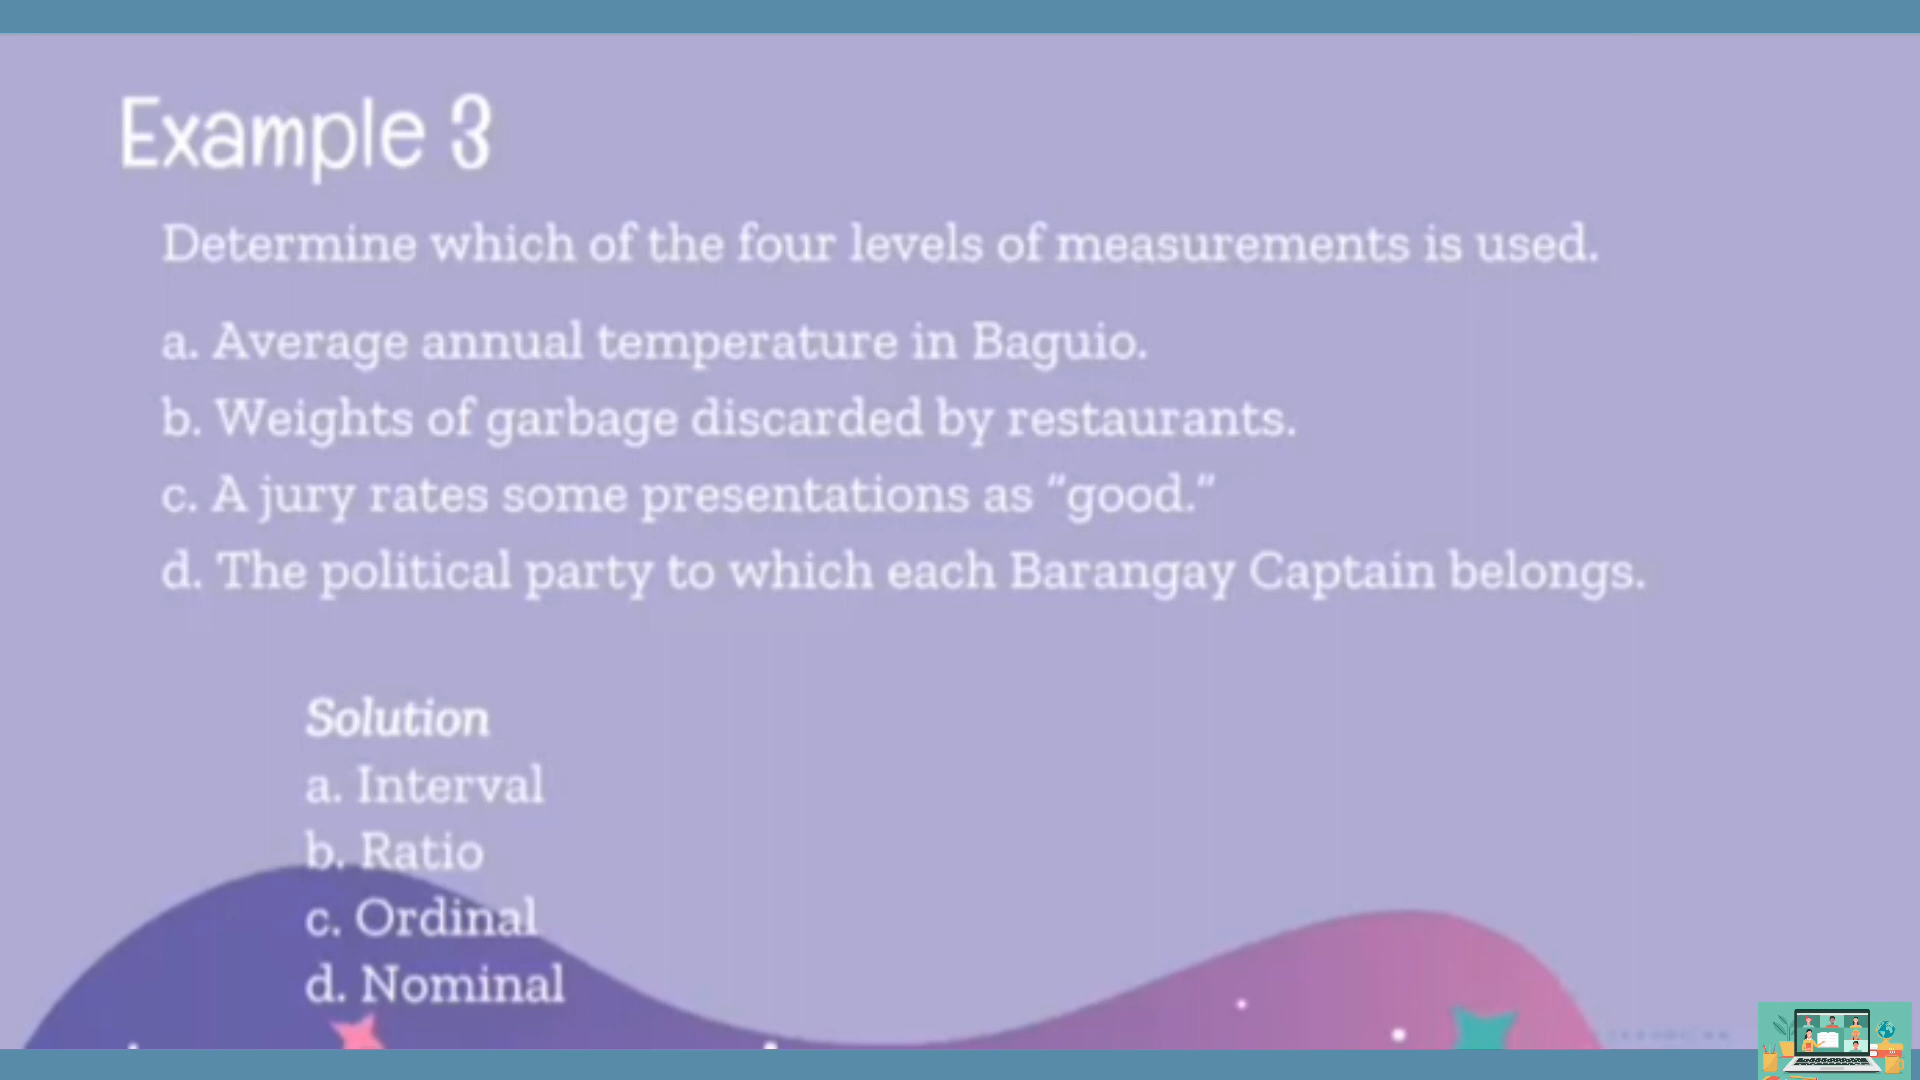 Example 3
Determine which of the four levels of measurements is used.
a. Average annual temperature in Baguio.
b. Weights of garbage discarded by restaurants.
c. A jury rates some presentations as “good.”
d. The political party to which each Barangay Captain belongs.
Solution
a. Interval
b. Ratio
c. Ordinal
d. Nominal